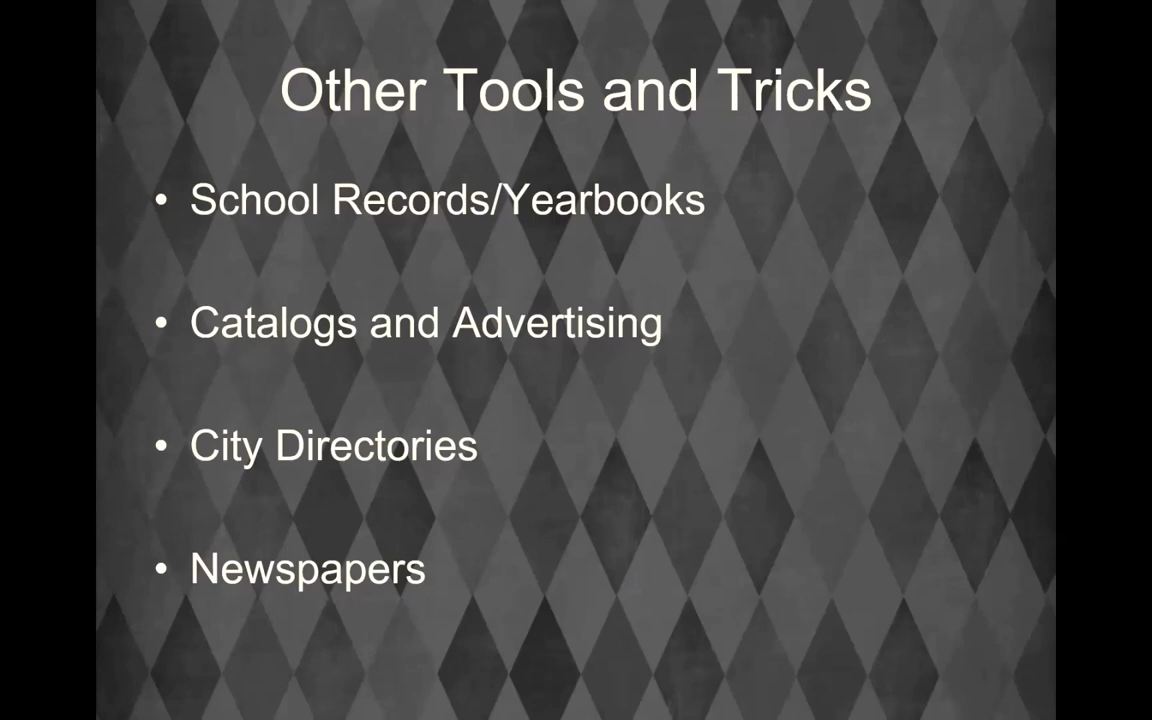 Other Tools and Tricks
• School Records/Yearbooks
• Catalogs and Advertising
• City Directories
• Newspapers